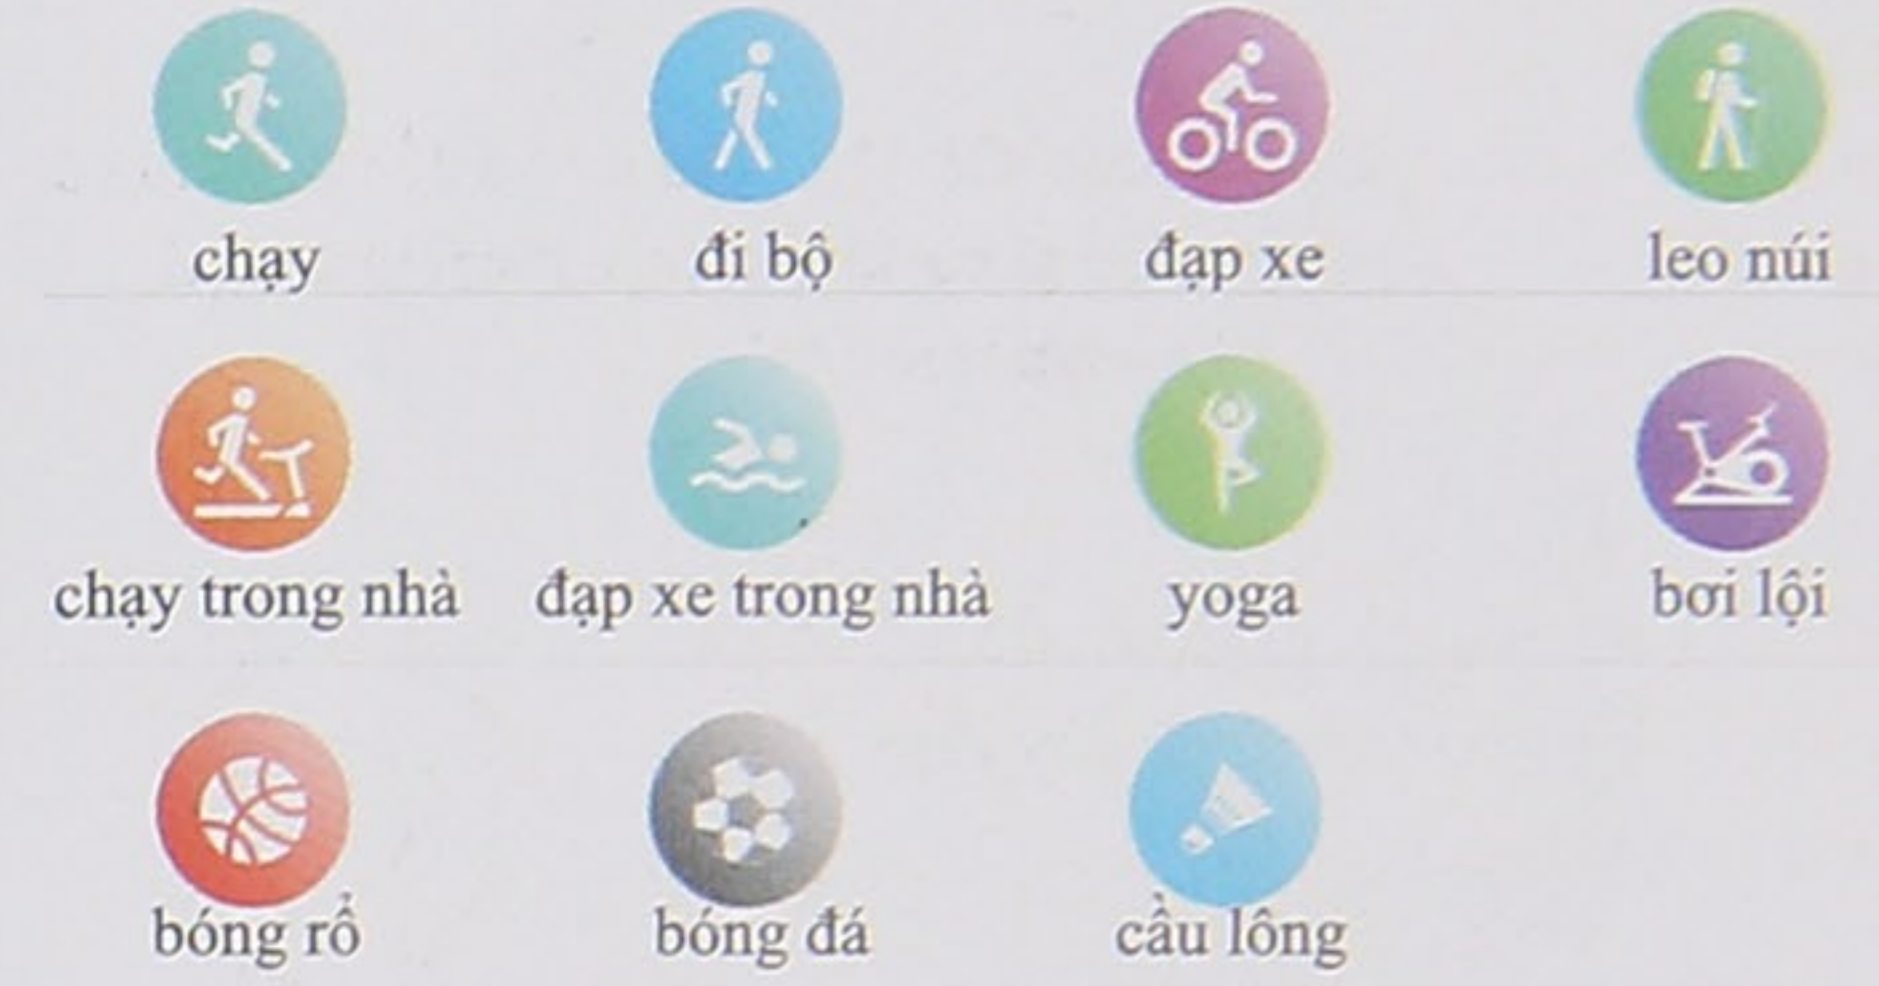 chạy đi bộ đạp xe leo núi
chạy trong nhà đạp xe trong nhà yoga bơi lội
bóng rổ bóng đá cầu lông